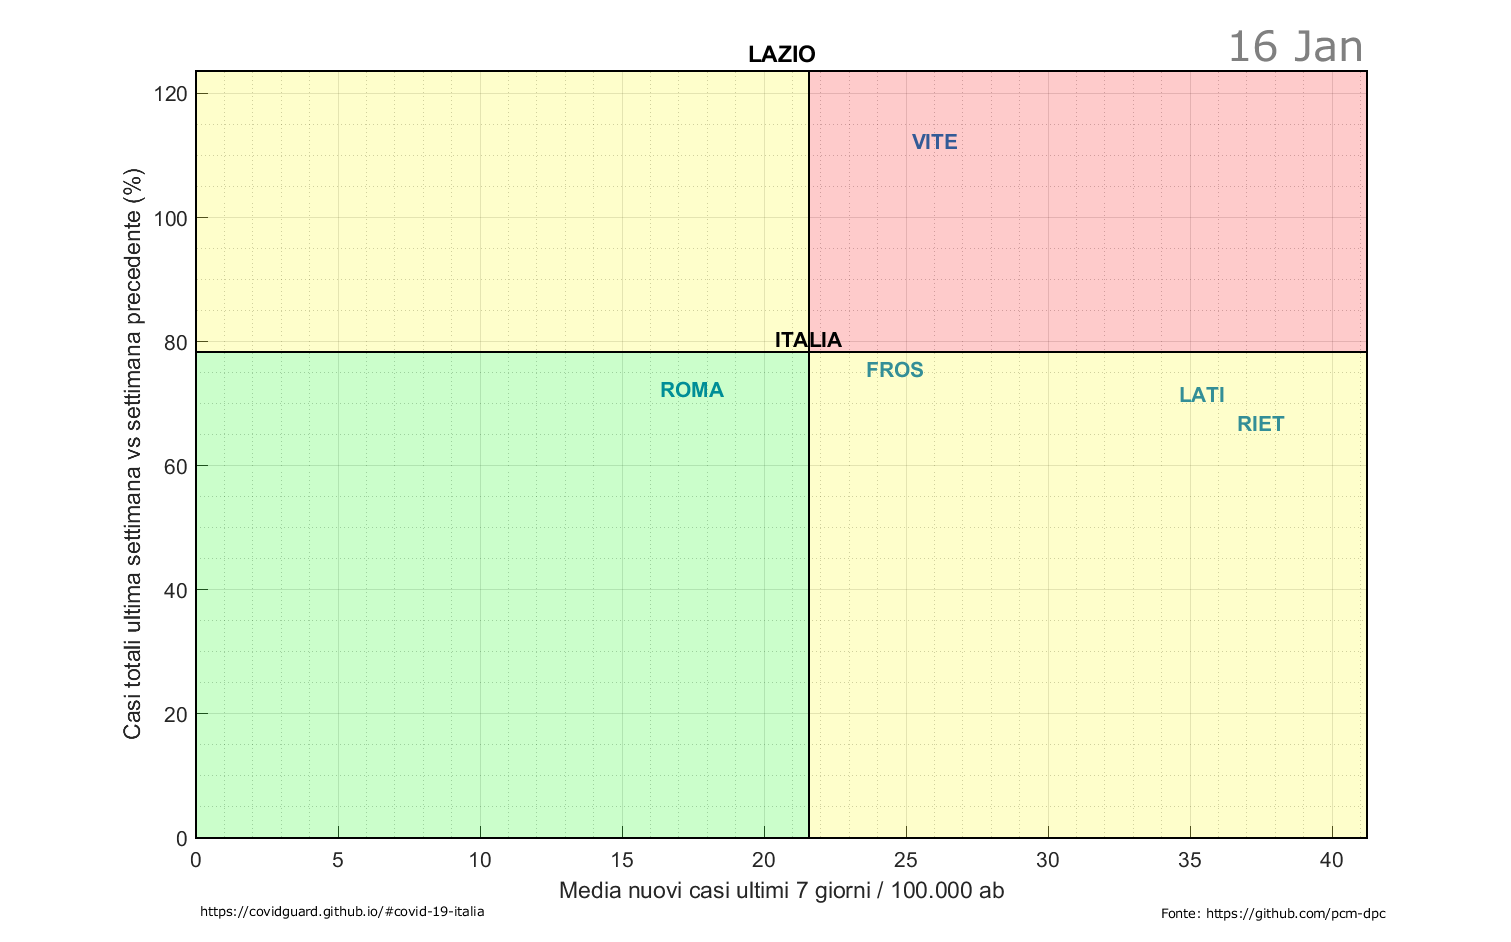 16 Jan
LAZIO
Casi totali ultima settimana vs settimana precedente (%)
120
100
80
60
40
20
0
VITE
ITALIA
FROS
ROMA
LATI
RIET
0 5 10 15 20 25 30 35 40
Media nuovi casi ultimi 7 giorni / 100.000 ab
https://covidguard.github.io/#covid-19-italia
Fonte: https://github.com/pcm-dpc